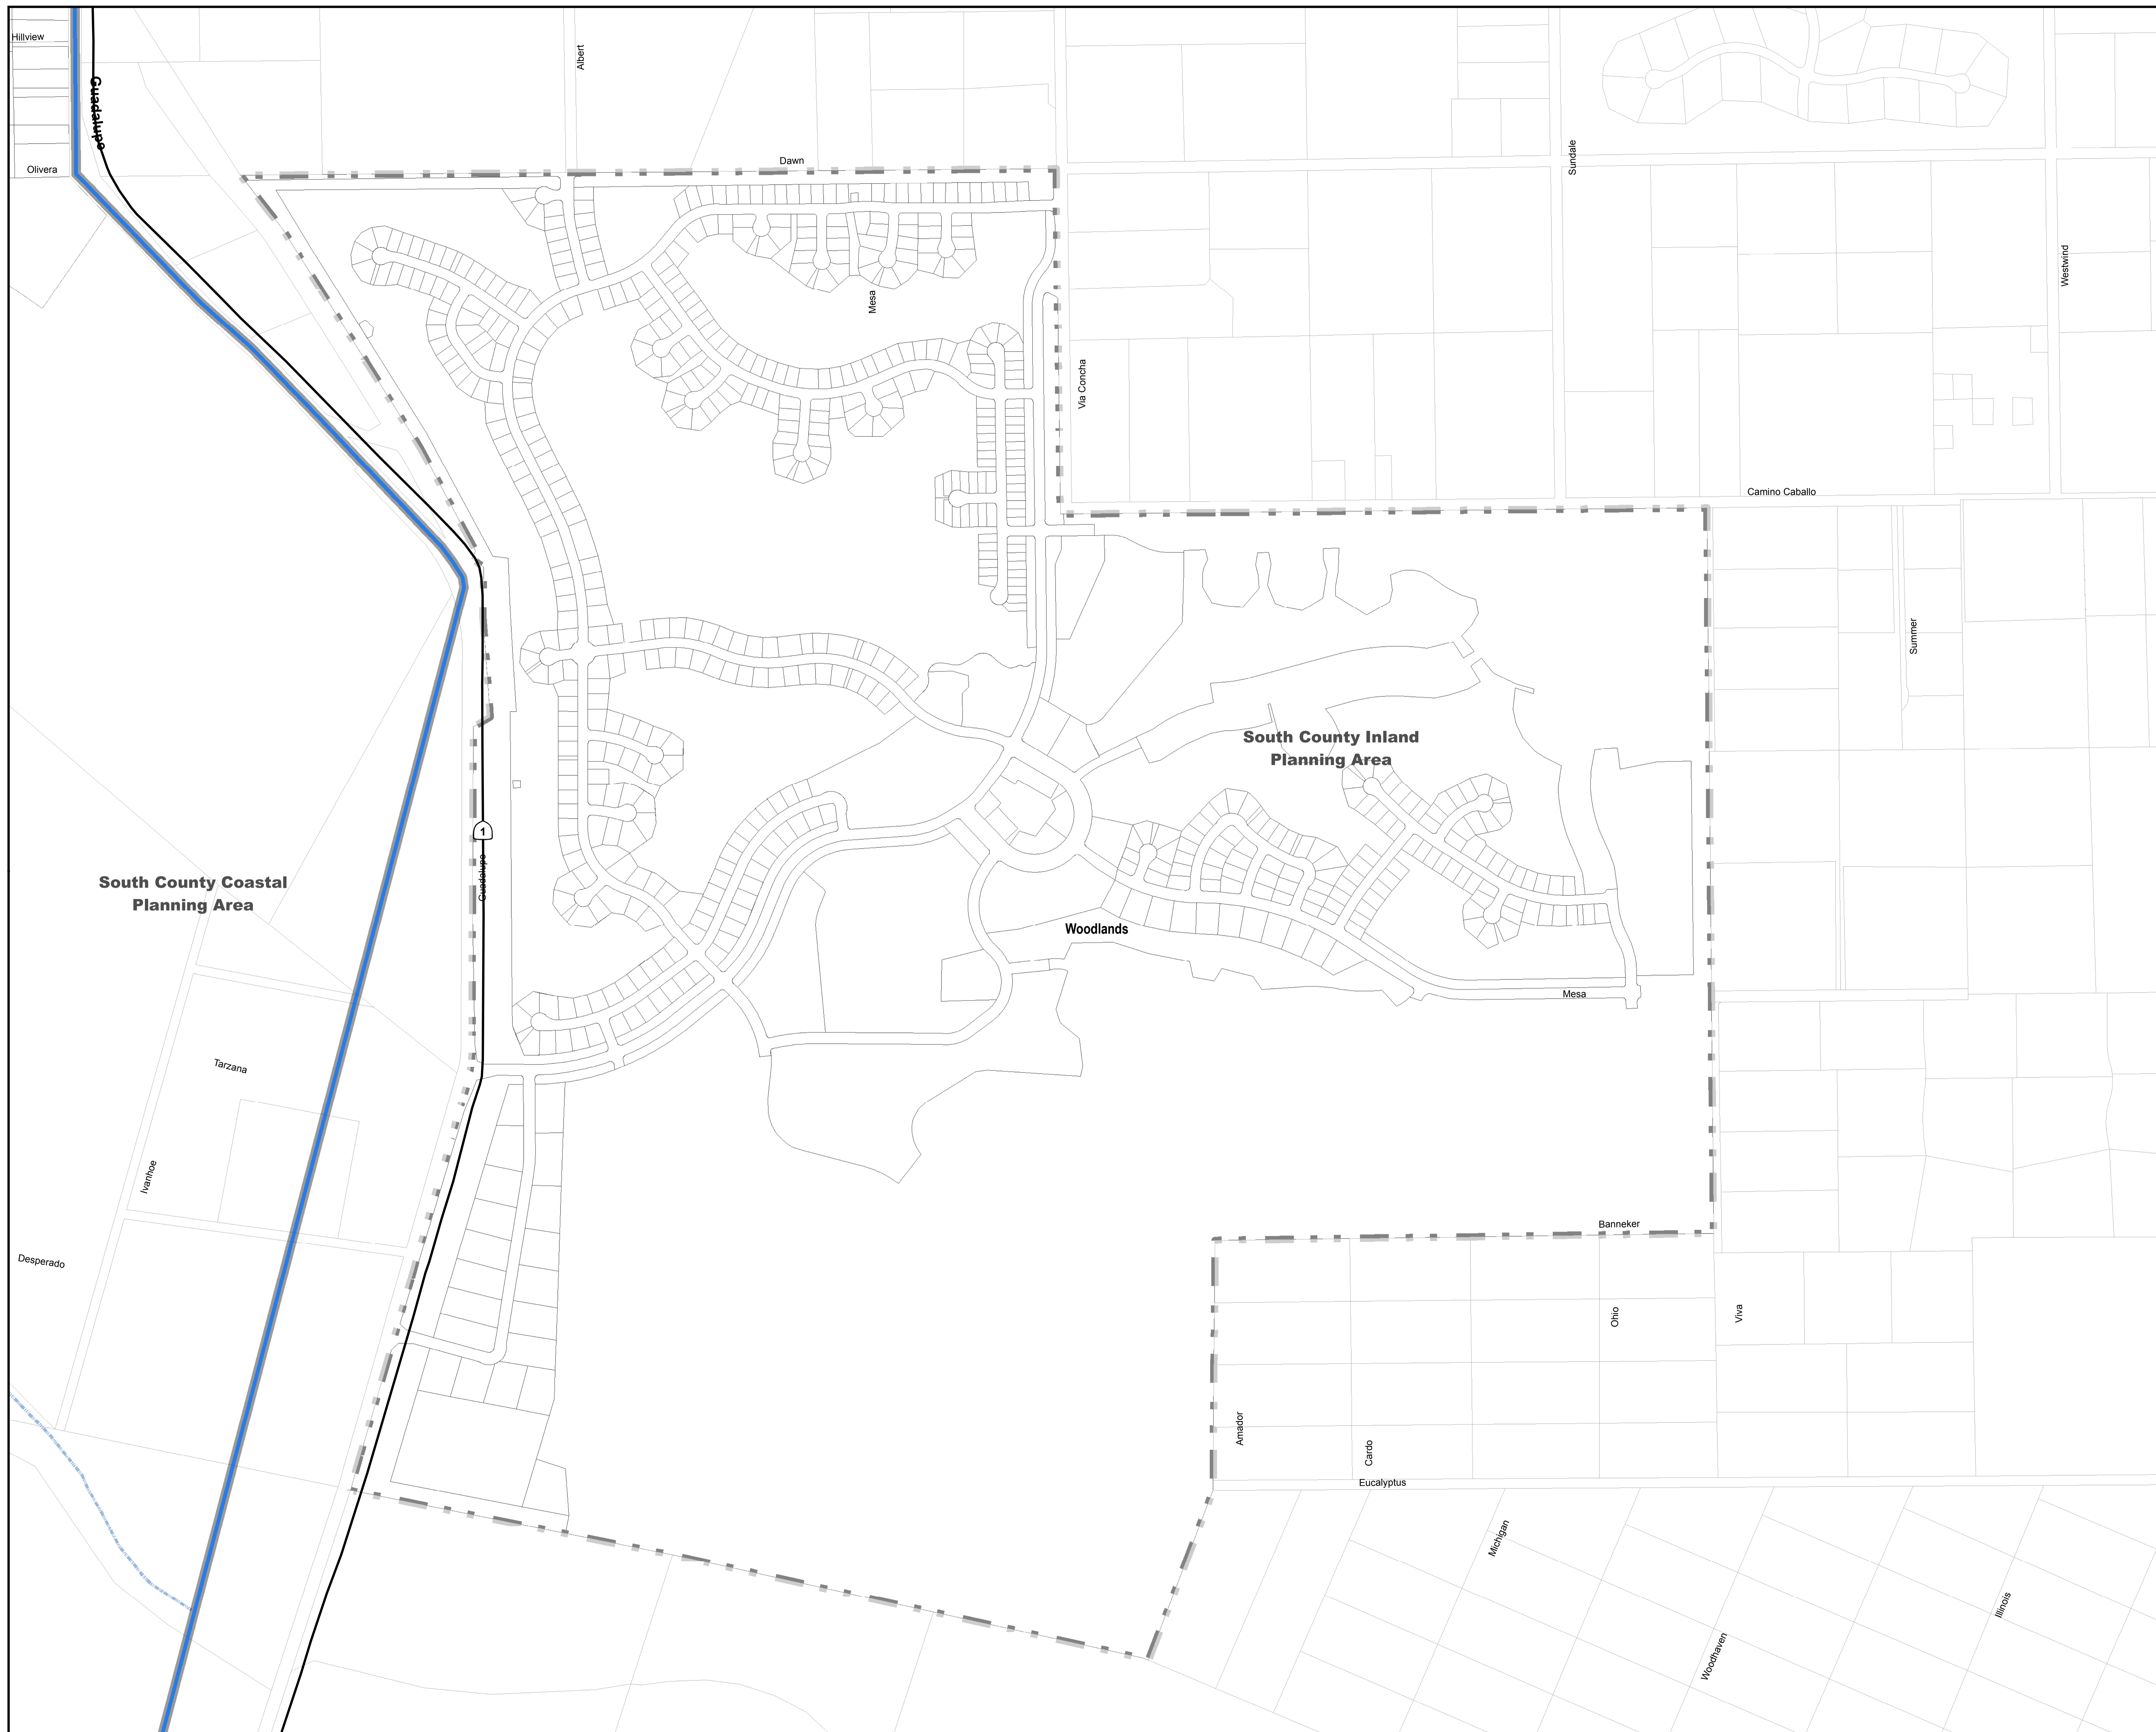 Hillview
Albert
Guadalupe
Dawn
Sundale
Olivera
Westwind
Mesa
Via Concha
Camino Caballo
Summer
South County Inland
Planning Area
1
Guadalupe
South County Coastal
Planning Area
Woodlands
Mesa
Tarzana
Ivanhoe
Banneker
Desperado
Ohio
Viva
Amador
Cardo
Eucalyptus
Michigan
Illinois
Woodhaven